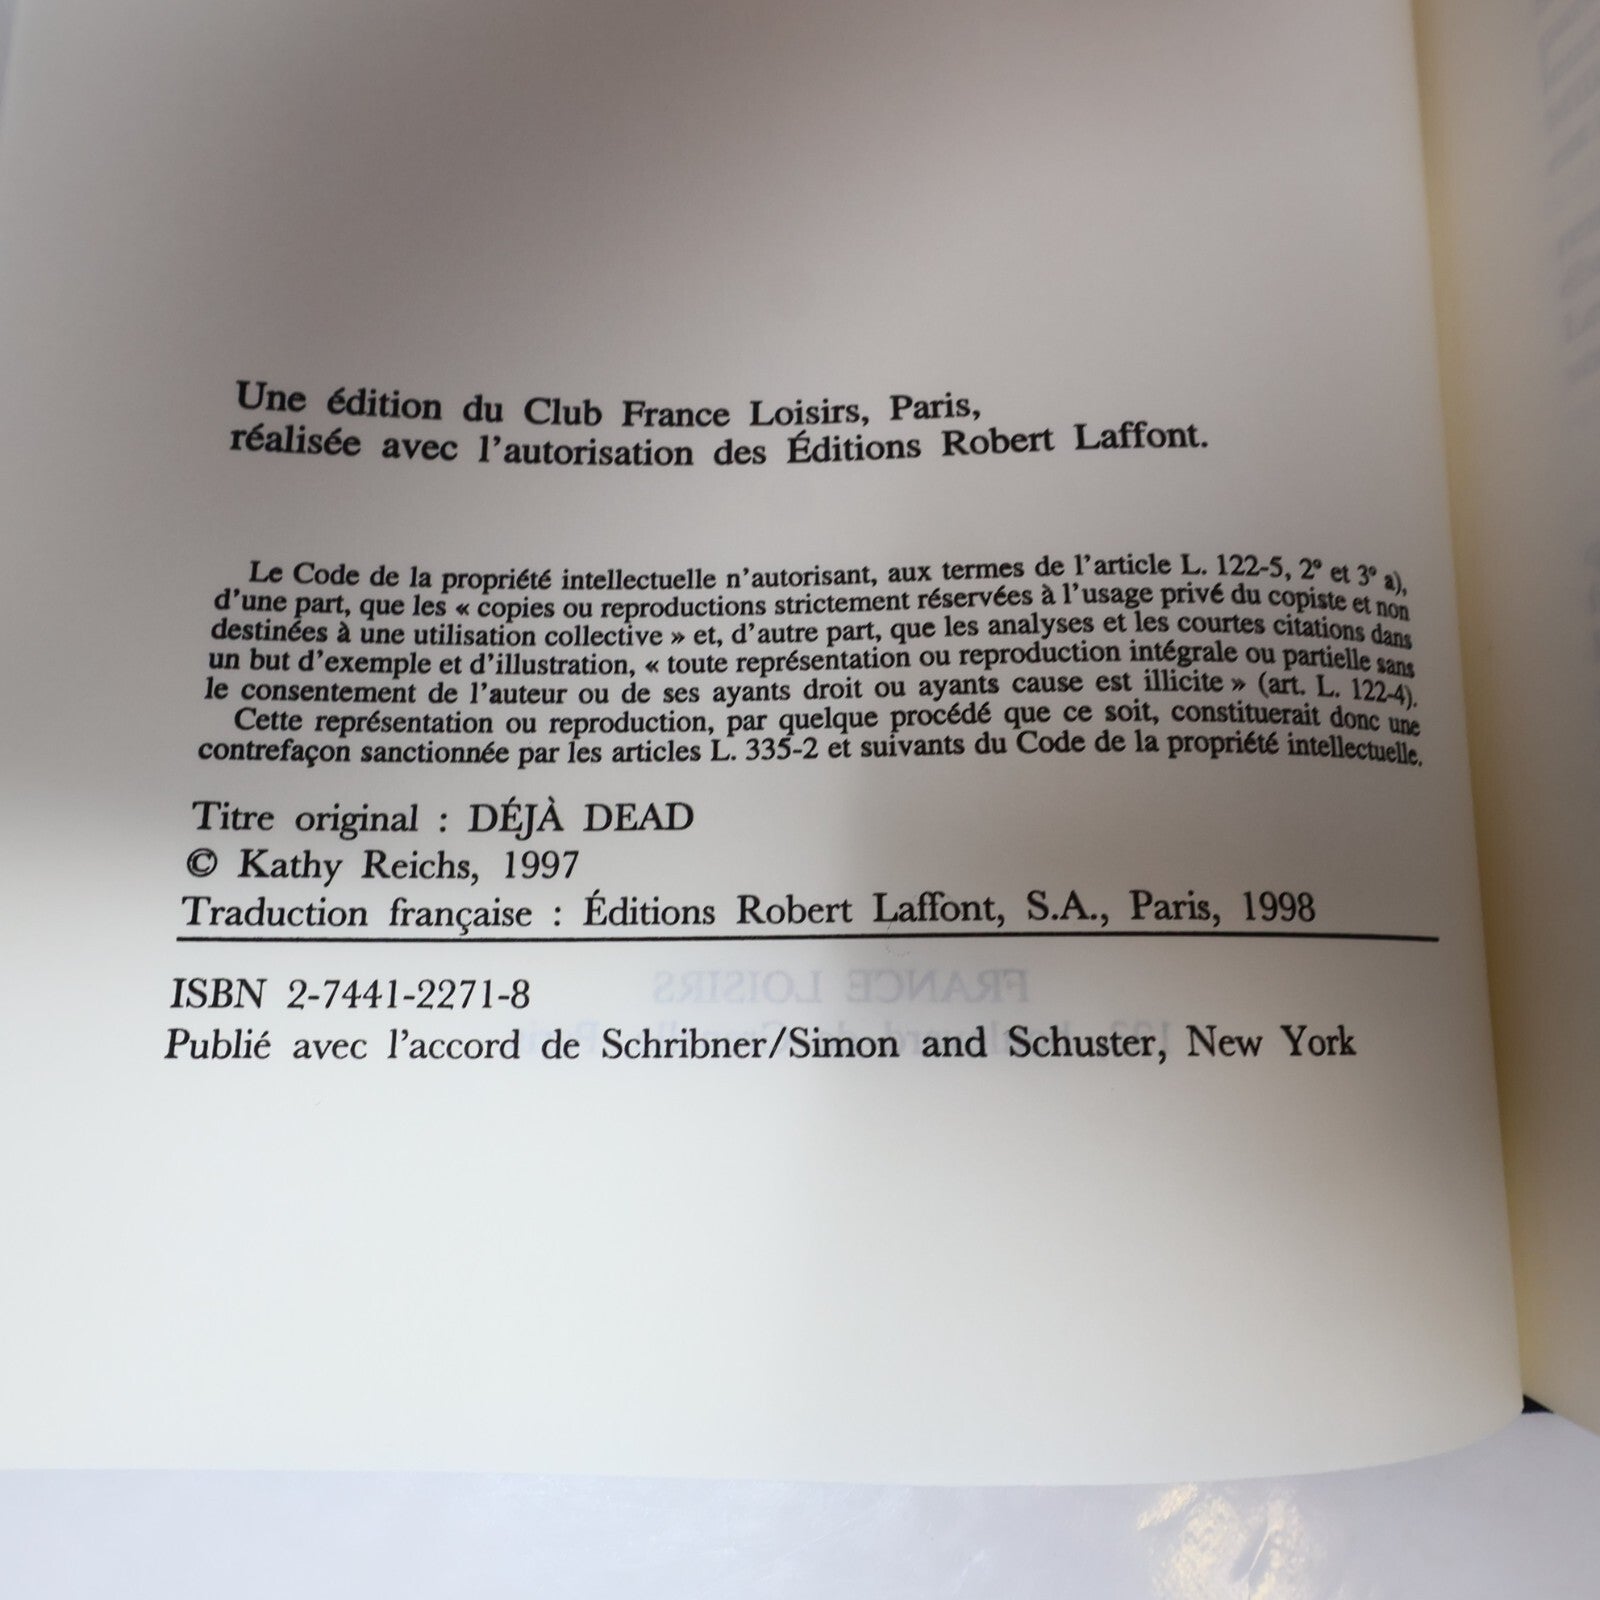 Une édition du Club France Loisirs, Paris,
réalisée avec l'autorisation des Éditions Robert Laffont.
Le Code de la propriété intellectuelle n'autorisant, aux termes de l'article L. 122-5, 2° et 3° a),
d'une part, que les « copies ou reproductions strictement réservées à l'usage privé du copiste et non
destinées à une utilisation collective » et, d'autre part, que les analyses et les courtes citations dans
un but d'exemple et d'illustration, « toute représentation ou reproduction intégrale ou partielle sans
le consentement de l'auteur ou de ses ayants droit ou ayants cause est illicite » (art. L. 122-4).
Cette représentation ou reproduction, par quelque procédé que ce soit, constituerait donc une
contrefaçon sanctionnée par les articles L. 335-2 et suivants du Code de la propriété intellectuelle.
Titre original : DÉJÀ DEAD
© Kathy Reichs, 1997
Traduction française : Éditions Robert Laffont, S.A., Paris, 1998
ISBN 2-7441-2271-8
Publié avec l'accord de Schribner/Simon and Schuster, New York
FRANCE LOISIRS